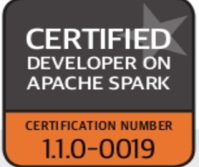 CERTIFIED
DEVELOPER ON
APACHE SPARK
CERTIFICATION NUMBER
1.1.0-0019